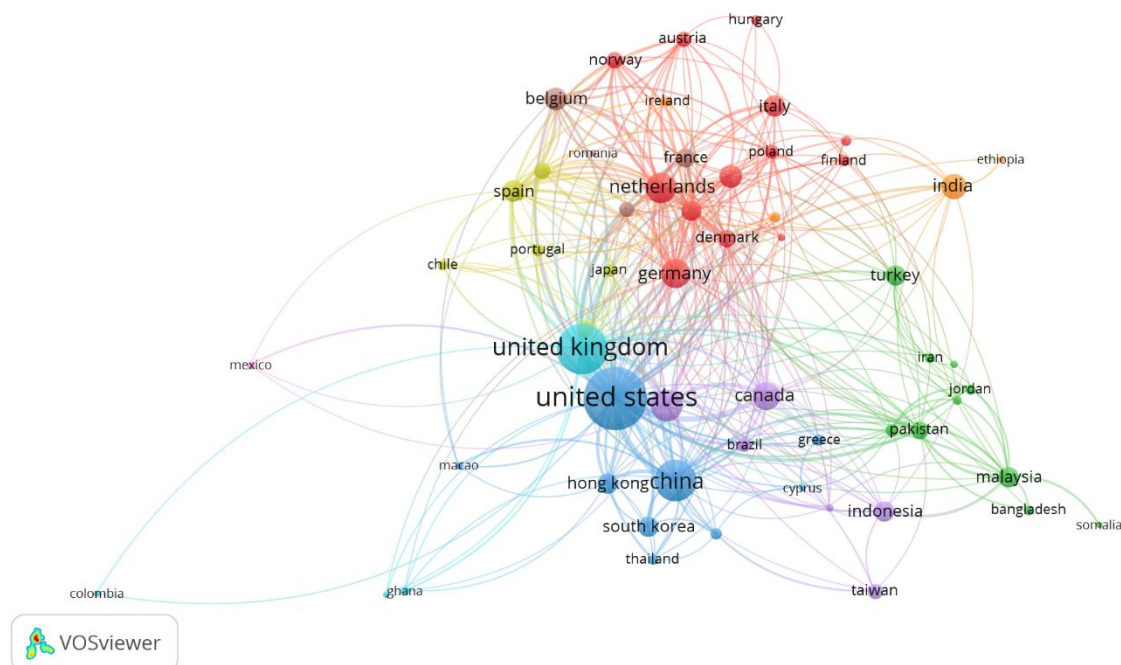 hungary
austria
norway
belgium
ireland
italy
romania
france
poland
finland
ethiopia
spain
netherlands
india
portugal
denmark
chile
japan
germany
turkey
united kingdom
mexico
iran
jordan
united states
canada
pakistan
brazil
greece
macao
hong kong
china
cyprus
malaysia
indonesia
bangladesh
south korea
somalia
thailand
colombia
ghana
taiwan
VOSviewer